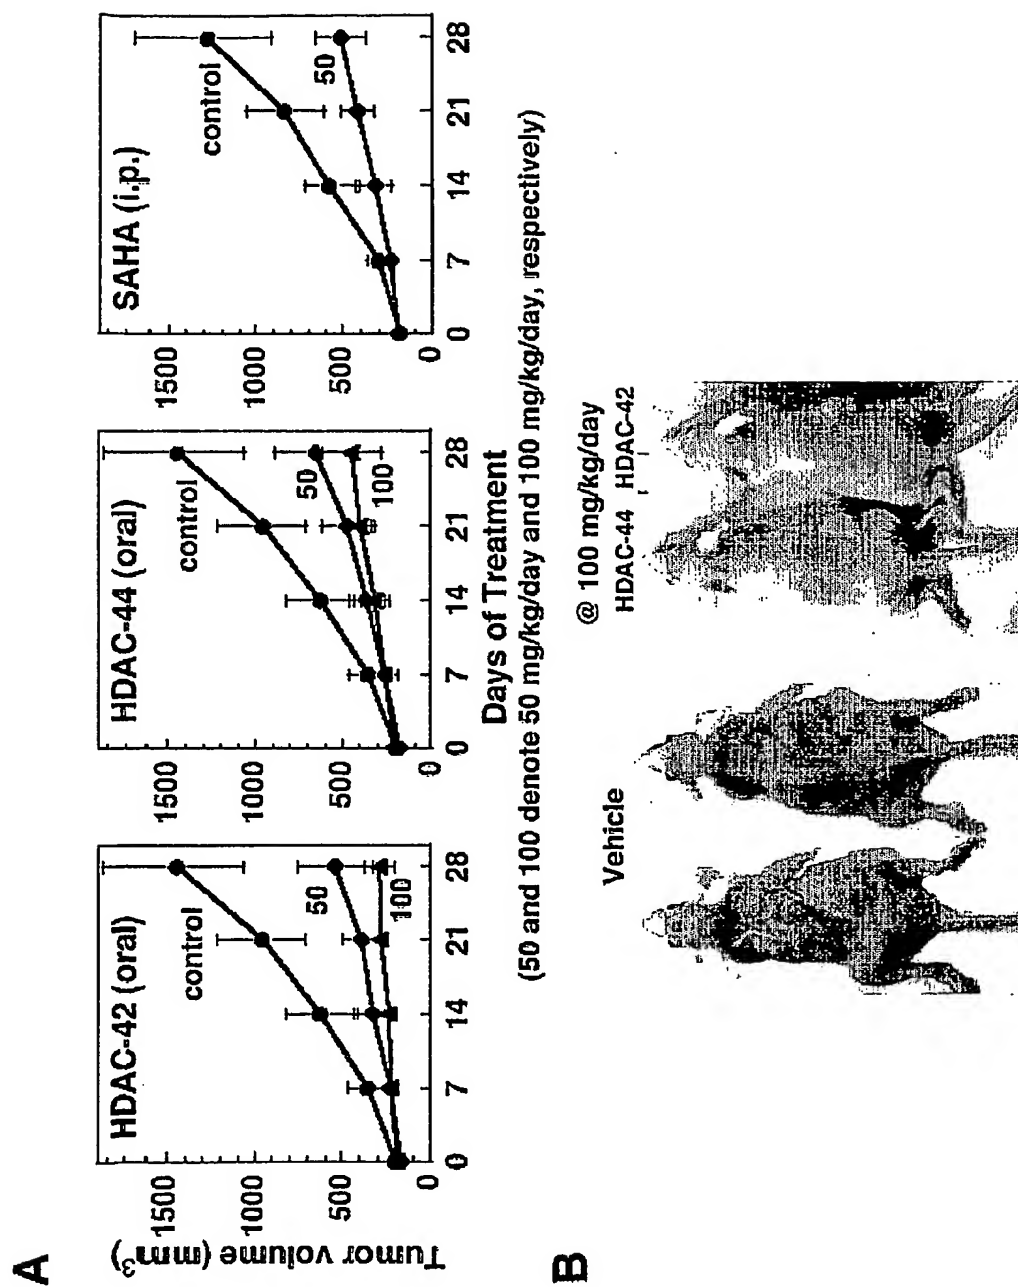 A
HDAC-42 (oral)
control
50
100
1500
1000
500
0
0 7 14 21 28
Tumor volume (mm³)
HDAC-44 (oral)
control
50
100
1500
1000
500
0
0 7 14 21 28
SAHA (i.p.)
control
50
1500
1000
500
0
0 7 14 21 28
Days of Treatment
(50 and 100 denote 50 mg/kg/day and 100 mg/kg/day, respectively)
B
Vehicle
@ 100 mg/kg/day
HDAC-44 HDAC-42